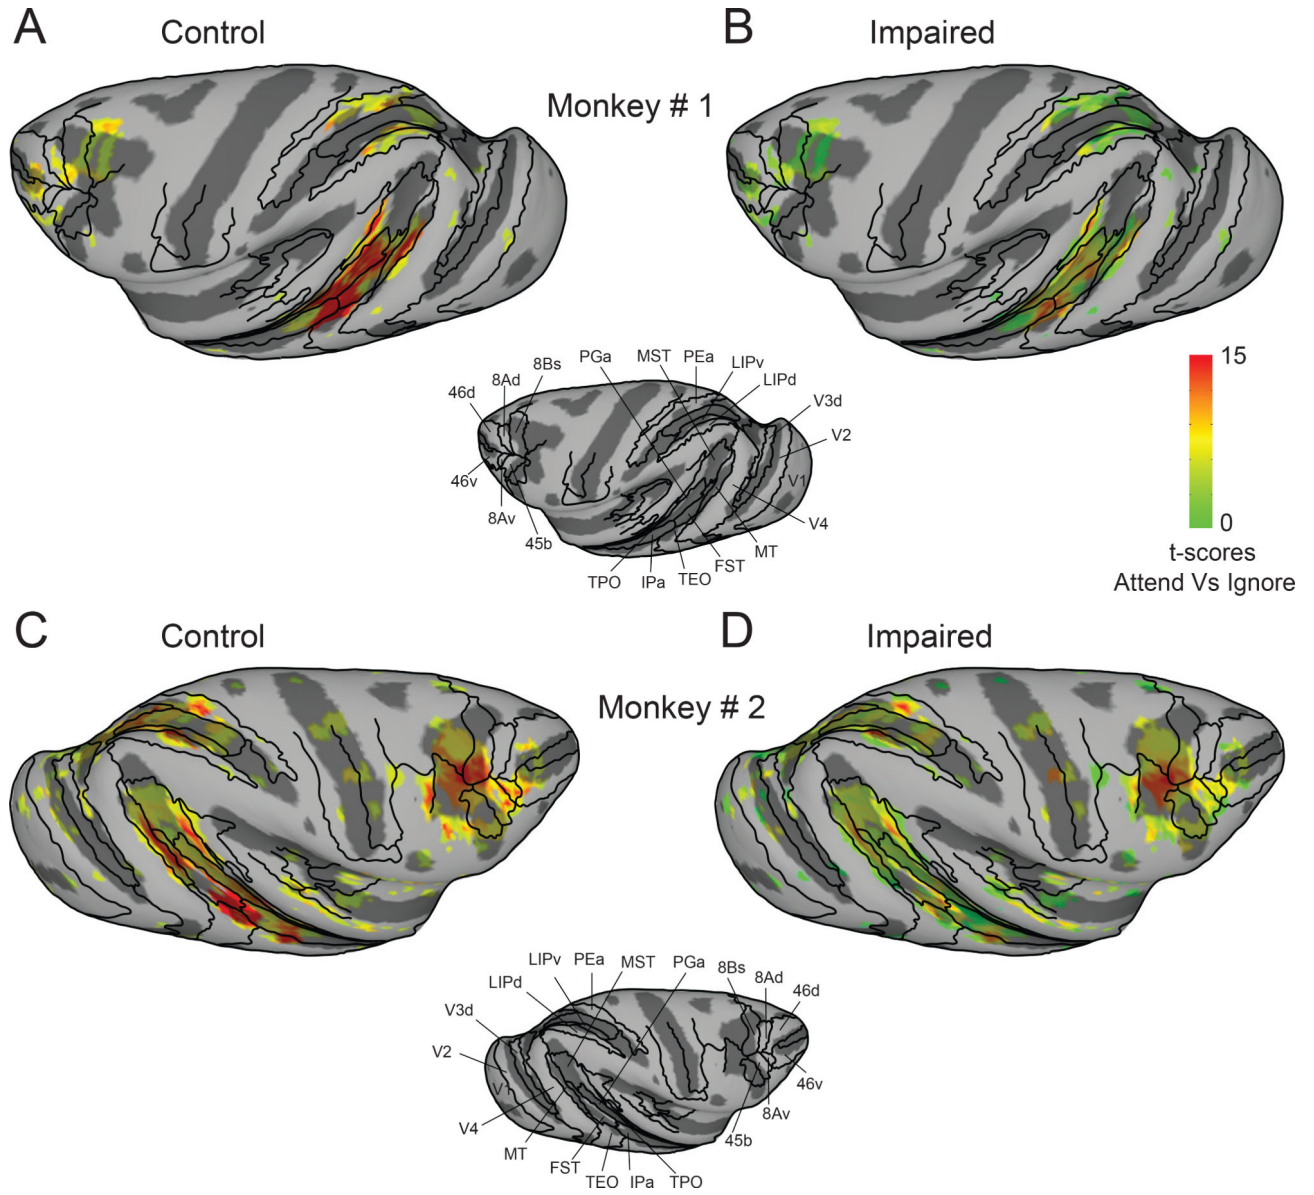 A Control
B Impaired
Monkey # 1
15
0
t-scores
Attend Vs Ignore
PGa MST PEa LIPv
8Bs LIPd
8Ad
46d V3d
V2
46v V1
8Av V4
45b
MT
FST
TPO IPa TEO
C Control
D Impaired
Monkey # 2
LIPv PEa MST PGa 8Bs
8Ad
LIPd 46d
V3d
V2
V1 46v
8Av
V4
45b
MT
FST
TEO IPa TPO